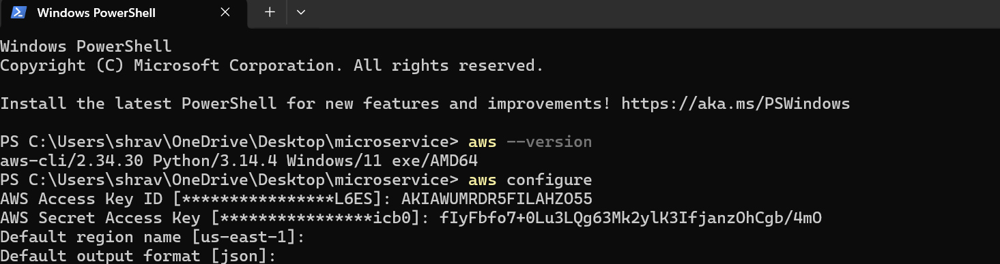 Windows PowerShell
Windows PowerShell
Copyright (C) Microsoft Corporation. All rights reserved.
Install the latest PowerShell for new features and improvements! https://aka.ms/PSWindows
PS C:\Users\shrav\OneDrive\Desktop\microservice> aws --version
aws-cli/2.34.30 Python/3.14.4 Windows/11 exe/AMD64
PS C:\Users\shrav\OneDrive\Desktop\microservice> aws configure
AWS Access Key ID [****************L6ES]: AKIAWUMRDR5FILAHZO55
AWS Secret Access Key [****************icb0]: 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
Default region name [us-east-1]:
Default output format [json]: